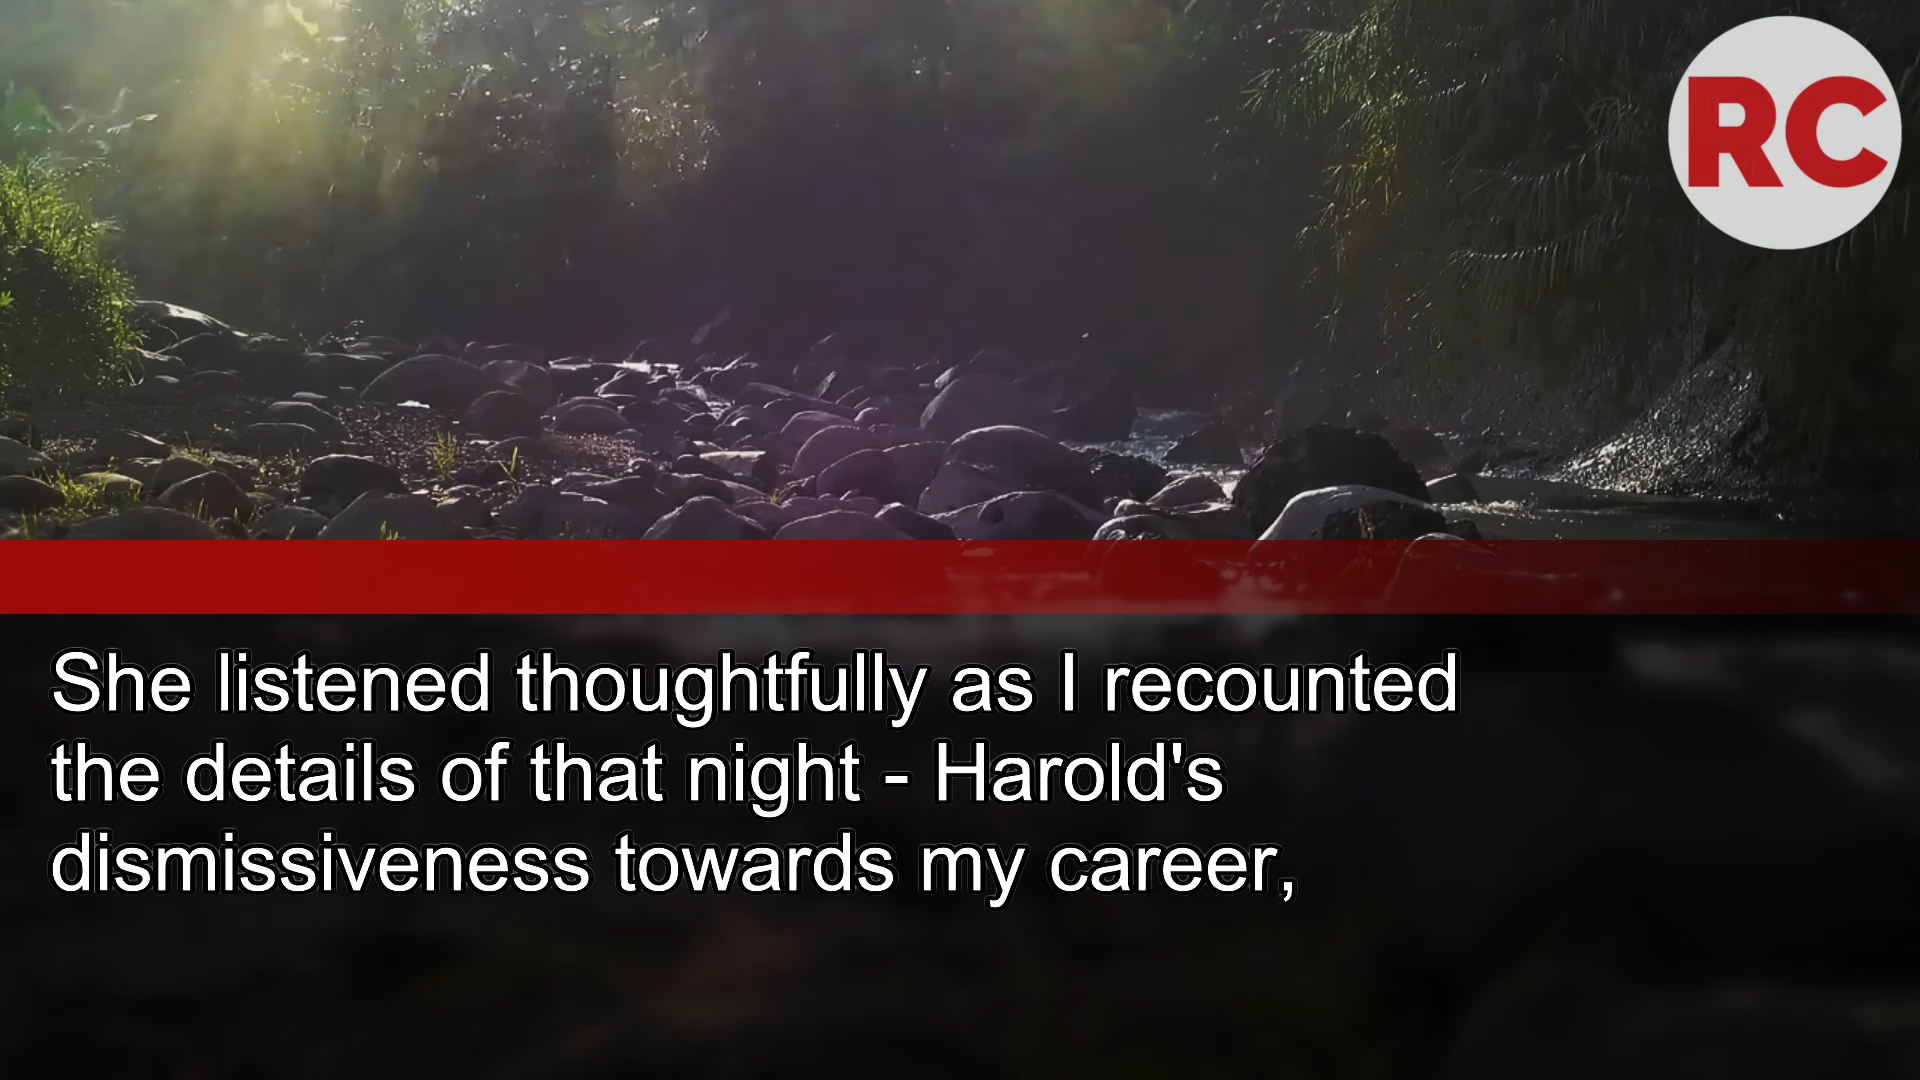 RC
She listened thoughtfully as I recounted
the details of that night - Harold's
dismissiveness towards my career,